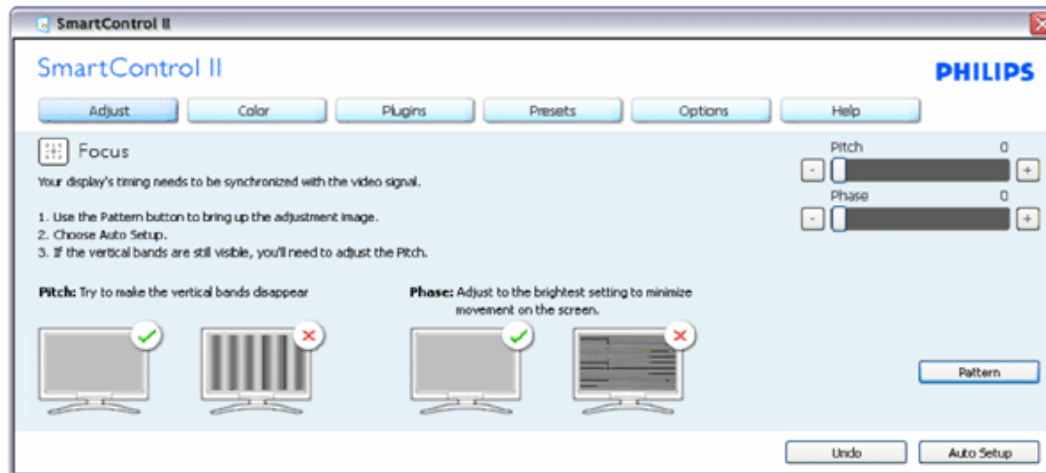 SmartControl II
SmartControl II
PHILIPS
Adjust
Color
Plugins
Presets
Options
Help
Focus
Your display's timing needs to be synchronized with the video signal.
1. Use the Pattern button to bring up the adjustment image.
2. Choose Auto Setup.
3. If the vertical bands are still visible, you'll need to adjust the Pitch.
Pitch 0
- +
Phase 0
- +
Pitch: Try to make the vertical bands disappear
Phase: Adjust to the brightest setting to minimize
movement on the screen.
Pattern
Undo
Auto Setup